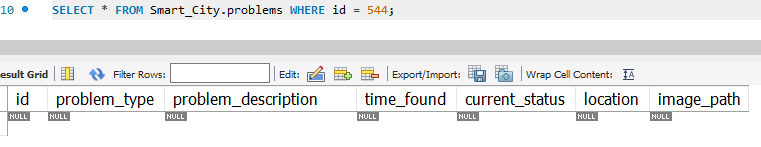 10 SELECT * FROM Smart_City.problems WHERE id = 544;
esult Grid Filter Rows: Edit: Export/Import: Wrap Cell Content: IA
id problem_type problem_description time_found current_status location image_path
NULL NULL NULL NULL NULL NULL NULL